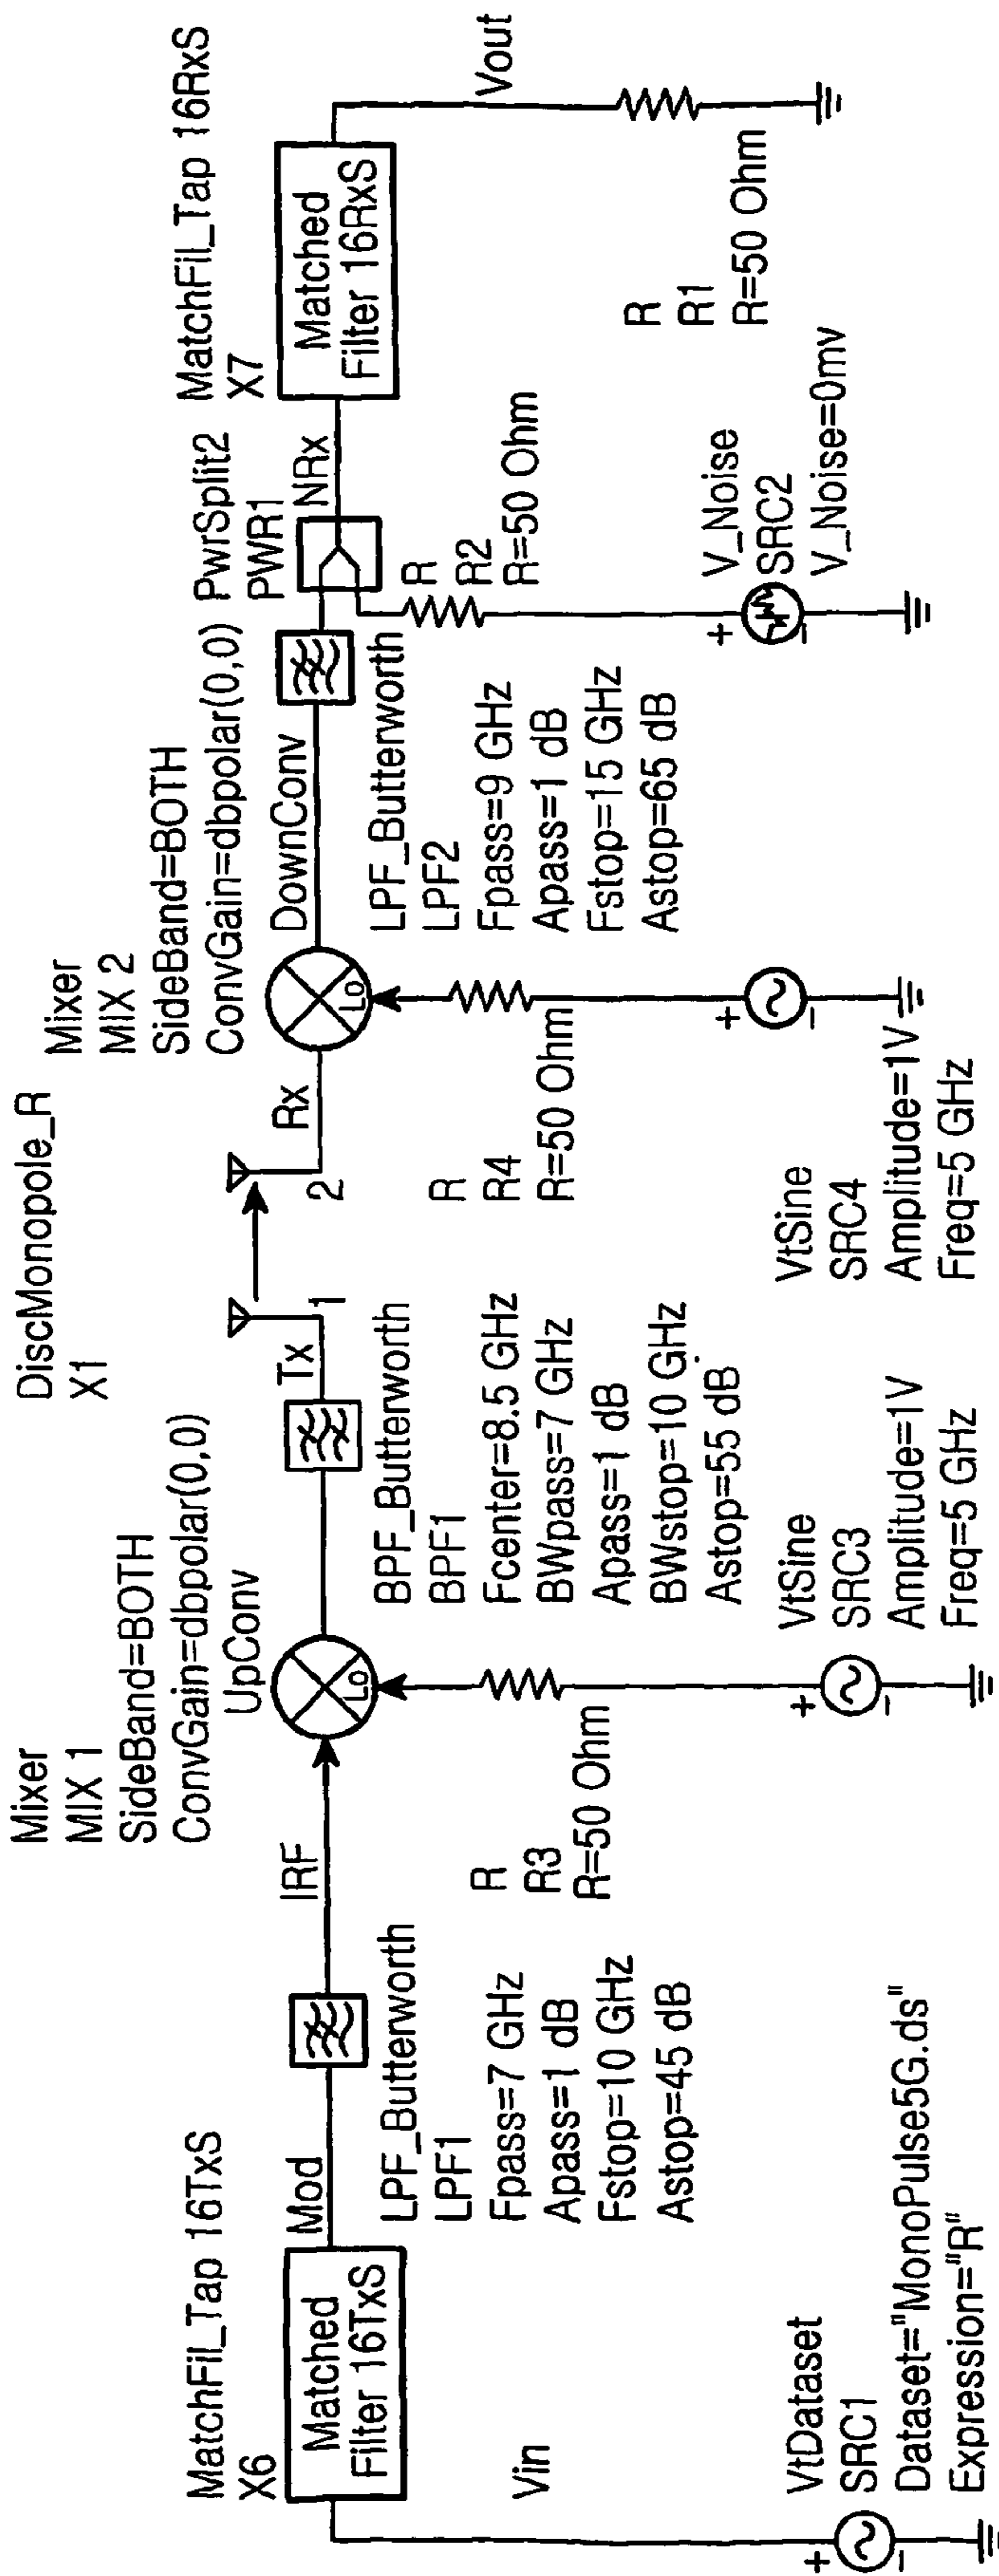 MatchFil_Tap 16TxS
X6
Matched
Filter 16TxS
Vin
VtDataset
SRC1
Dataset="MonoPulse5G.ds"
Expression="R"
+
-
Mod
LPF_Butterworth
LPF1
Fpass=7 GHz
Apass=1 dB
Fstop=10 GHz
Astop=45 dB
IRF
Mixer
MIX 1
SideBand=BOTH
ConvGain=dbpolar(0,0)
UpConv
LO
R
R3
R=50 Ohm
+
-
VtSine
SRC3
Amplitude=1V
Freq=5 GHz
BPF_Butterworth
BPF1
Fcenter=8.5 GHz
BWpass=7 GHz
Apass=1 dB
BWstop=10 GHz
Astop=55 dB
Tx
1
DiscMonopole_R
X1
2
Rx
Mixer
MIX 2
SideBand=BOTH
ConvGain=dbpolar(0,0)
DownConv
LO
R
R4
R=50 Ohm
+
-
VtSine
SRC4
Amplitude=1V
Freq=5 GHz
LPF_Butterworth
LPF2
Fpass=9 GHz
Apass=1 dB
Fstop=15 GHz
Astop=65 dB
PwrSplit2
PWR1
NRx
R
R2
R=50 Ohm
+
-
V_Noise
SRC2
V_Noise=0mv
MatchFil_Tap 16RxS
X7
Matched
Filter 16RxS
Vout
R
R1
R=50 Ohm